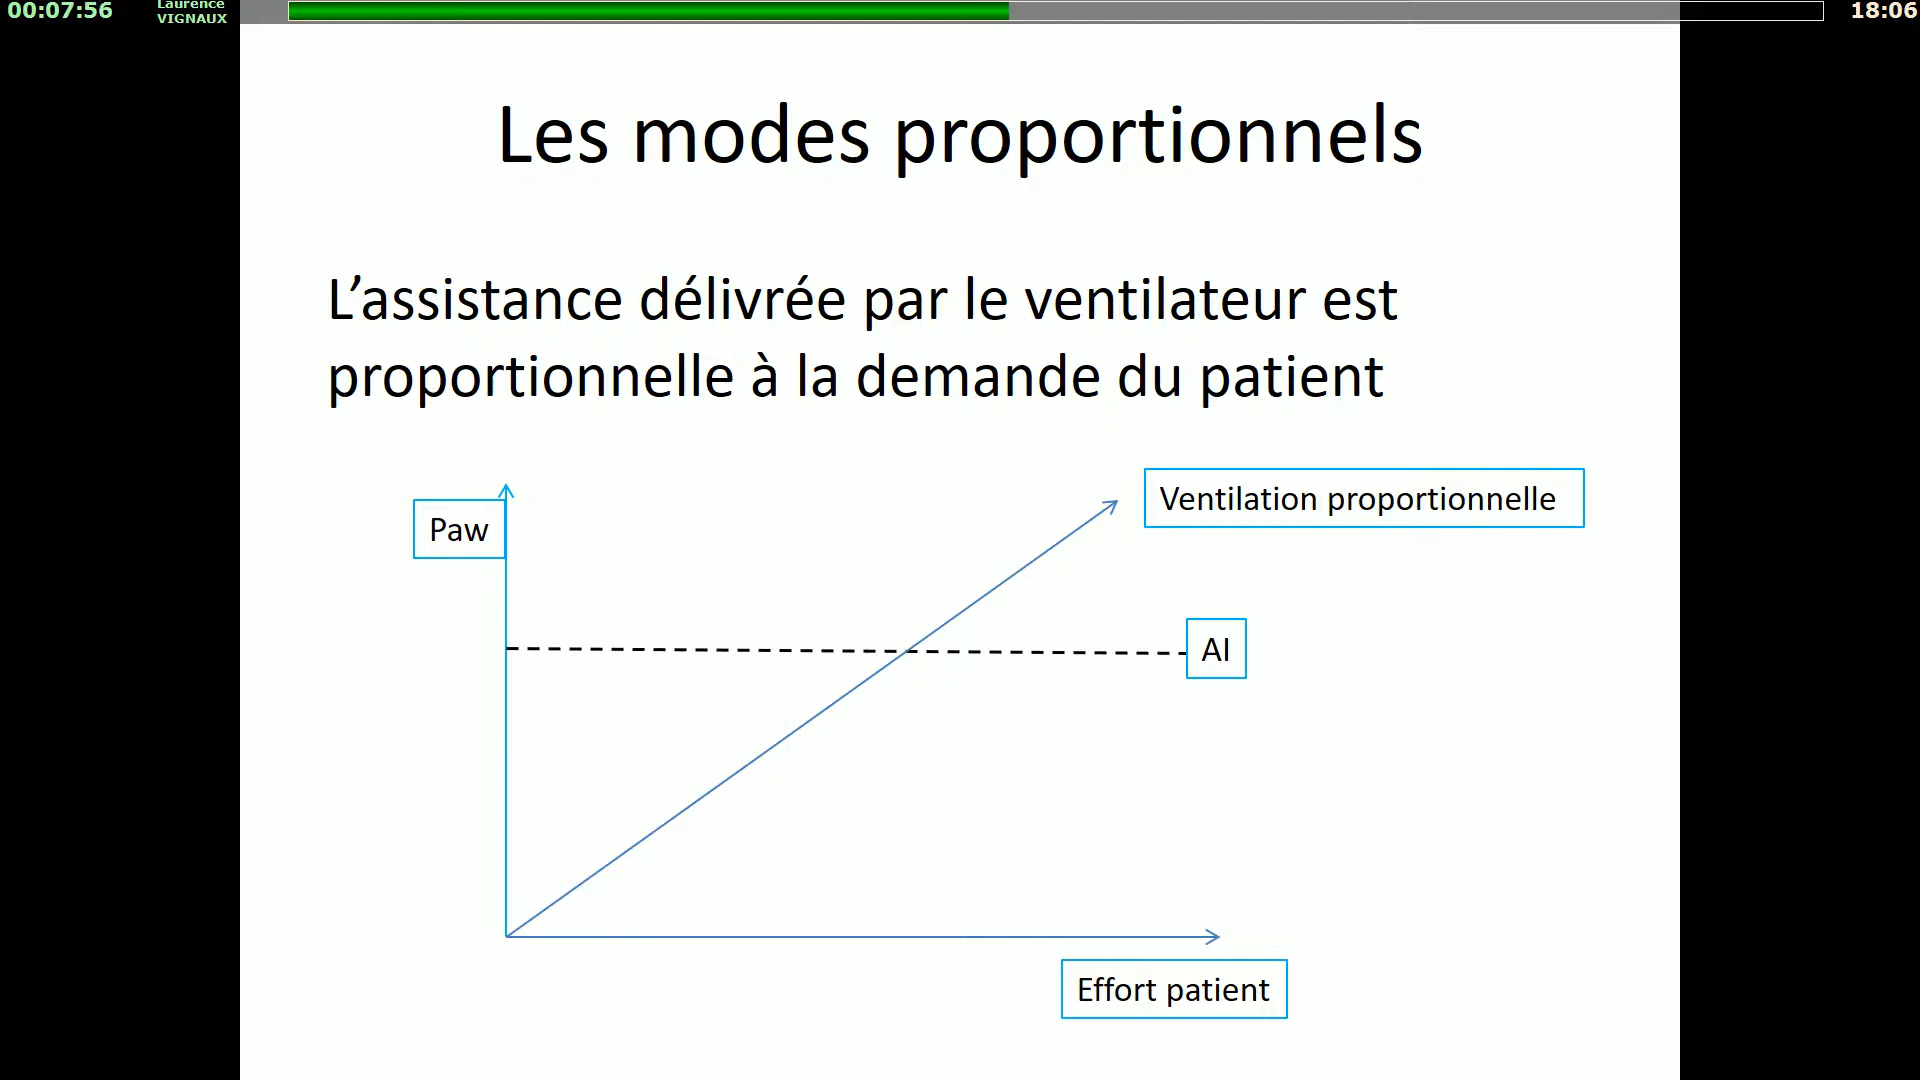 00:07:56
Laurence
VIGNAUX
18:06
Les modes proportionnels
L’assistance délivrée par le ventilateur est
proportionnelle à la demande du patient
Ventilation proportionnelle
Paw
AI
Effort patient